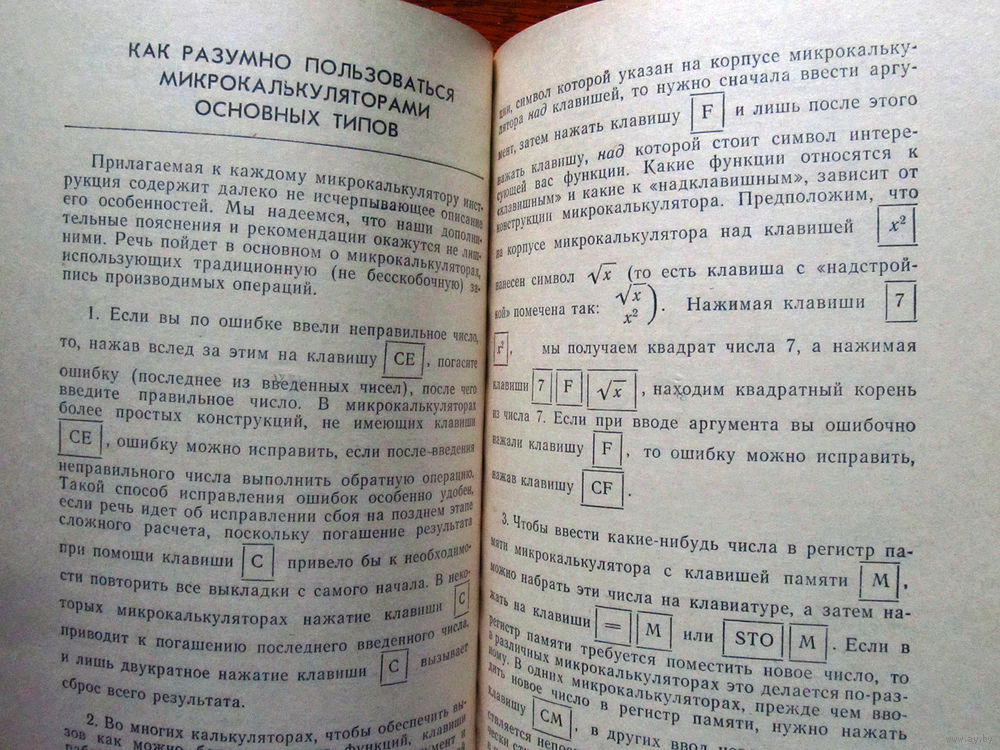 КАК РАЗУМНО ПОЛЬЗОВАТЬСЯ
МИКРОКАЛЬКУЛЯТОРАМИ
ОСНОВНЫХ ТИПОВ
Прилагаемая к каждому микрокалькулятору инст-
рукция содержит далеко не исчерпывающее описание
его особенностей. Мы надеемся, что наши дополни-
тельные пояснения и рекомендации окажутся не лиш-
ними. Речь пойдет в основном о микрокалькуляторах,
использующих традиционную (не бесскобочную) за-
пись производимых операций.
1. Если вы по ошибке ввели неправильное число,
то, нажав вслед за этим на клавишу CE, погасите
ошибку (последнее из введенных чисел), после чего
введите правильное число. В микрокалькуляторах
более простых конструкций, не имеющих клавиши
CE, ошибку можно исправить, если после введения
неправильного числа выполнить обратную операцию.
Такой способ исправления ошибок особенно удобен,
если речь идет об исправлении сбоя на позднем этапе
сложного расчета, поскольку погашение результата
при помощи клавиши C привело бы к необходимо-
сти повторить все выкладки с самого начала. В неко-
торых микрокалькуляторах нажатие клавиши C
приводит к погашению последнего введенного числа,
и лишь двукратное нажатие клавиши C вызывает
сброс всего результата.
2. Во многих калькуляторах, чтобы обеспечить вы-
зов как можно функций, клавиши
ции, символ которой указан на корпусе микрокальку-
лятора над клавишей, то нужно сначала ввести аргу-
мент, затем нажать клавишу F и лишь после этого
нажать клавишу, над которой стоит символ интере-
сующей вас функции. Какие функции относятся к
«клавишным» и какие к «надклавишным», зависит от
конструкции микрокалькулятора. Предположим, что
на корпусе микрокалькулятора над клавишей x²
нанесен символ √x (то есть клавиша с «надстрой-
кой» помечена так: √x x²). Нажимая клавиши 7
x², мы получаем квадрат числа 7, а нажимая
клавиши 7 F √x, находим квадратный корень
из числа 7. Если при вводе аргумента вы ошибочно
нажали клавишу F, то ошибку можно исправить,
нажав клавишу CF.
3. Чтобы ввести какие-нибудь числа в регистр па-
мяти микрокалькулятора с клавишей памяти M,
можно набрать эти числа на клавиатуре, а затем на-
жать на клавиши = M или STO M. Если в
регистр памяти требуется поместить новое число, то
в различных микрокалькуляторах это делается по-раз-
ному. В одних микрокалькуляторах, прежде чем вво-
дить новое число в регистр памяти, нужно нажать
клавишу CM, в других ввод